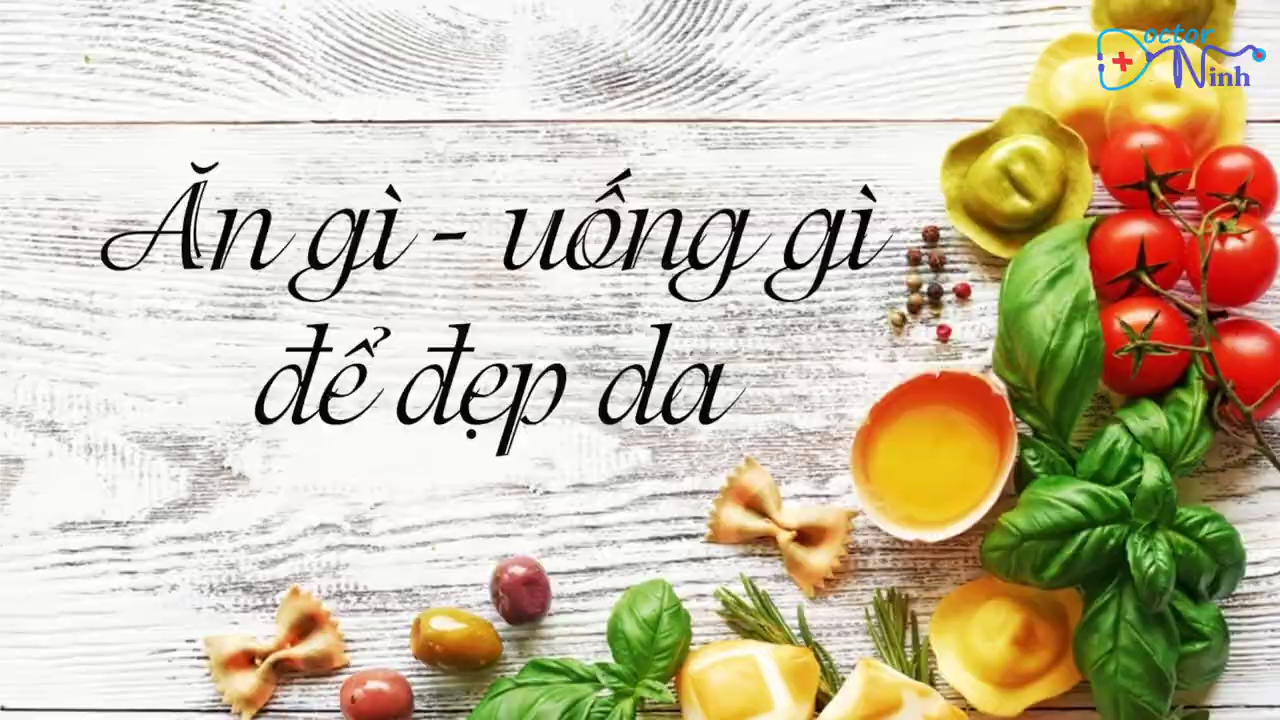 Doctor
Ninh
Ăn gì - uống gì
để đẹp da